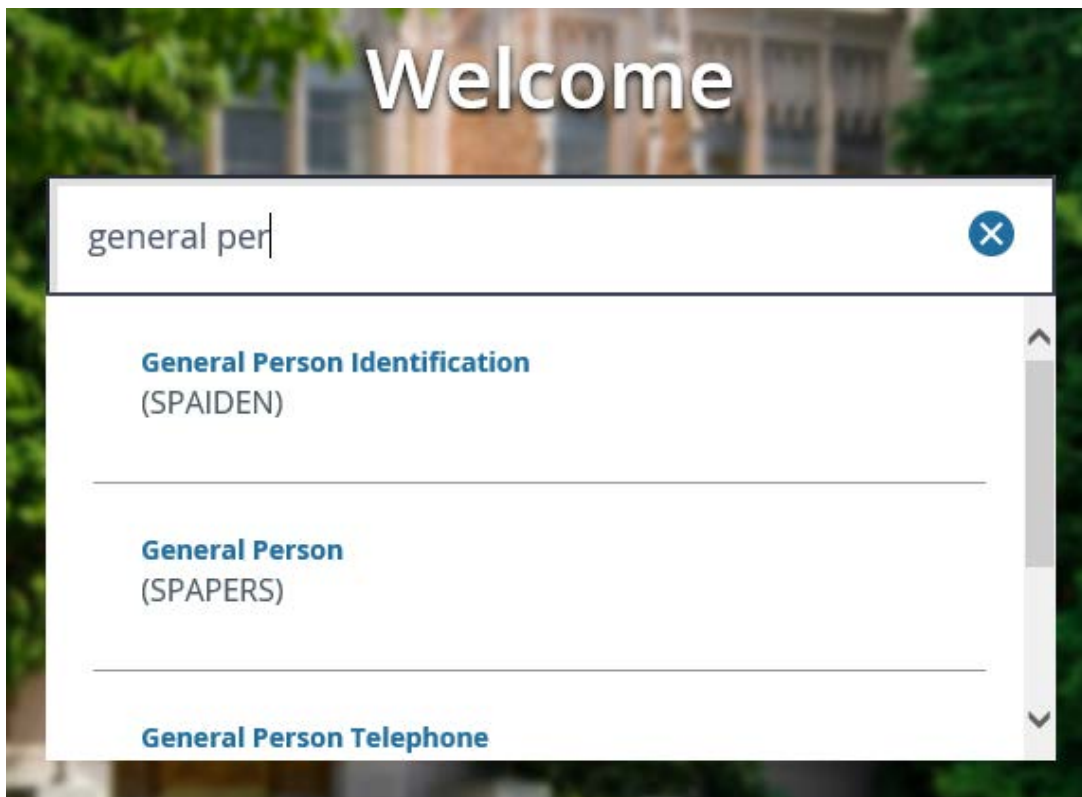 Welcome
general per
General Person Identification
(SPAIDEN)
General Person
(SPAPERS)
General Person Telephone